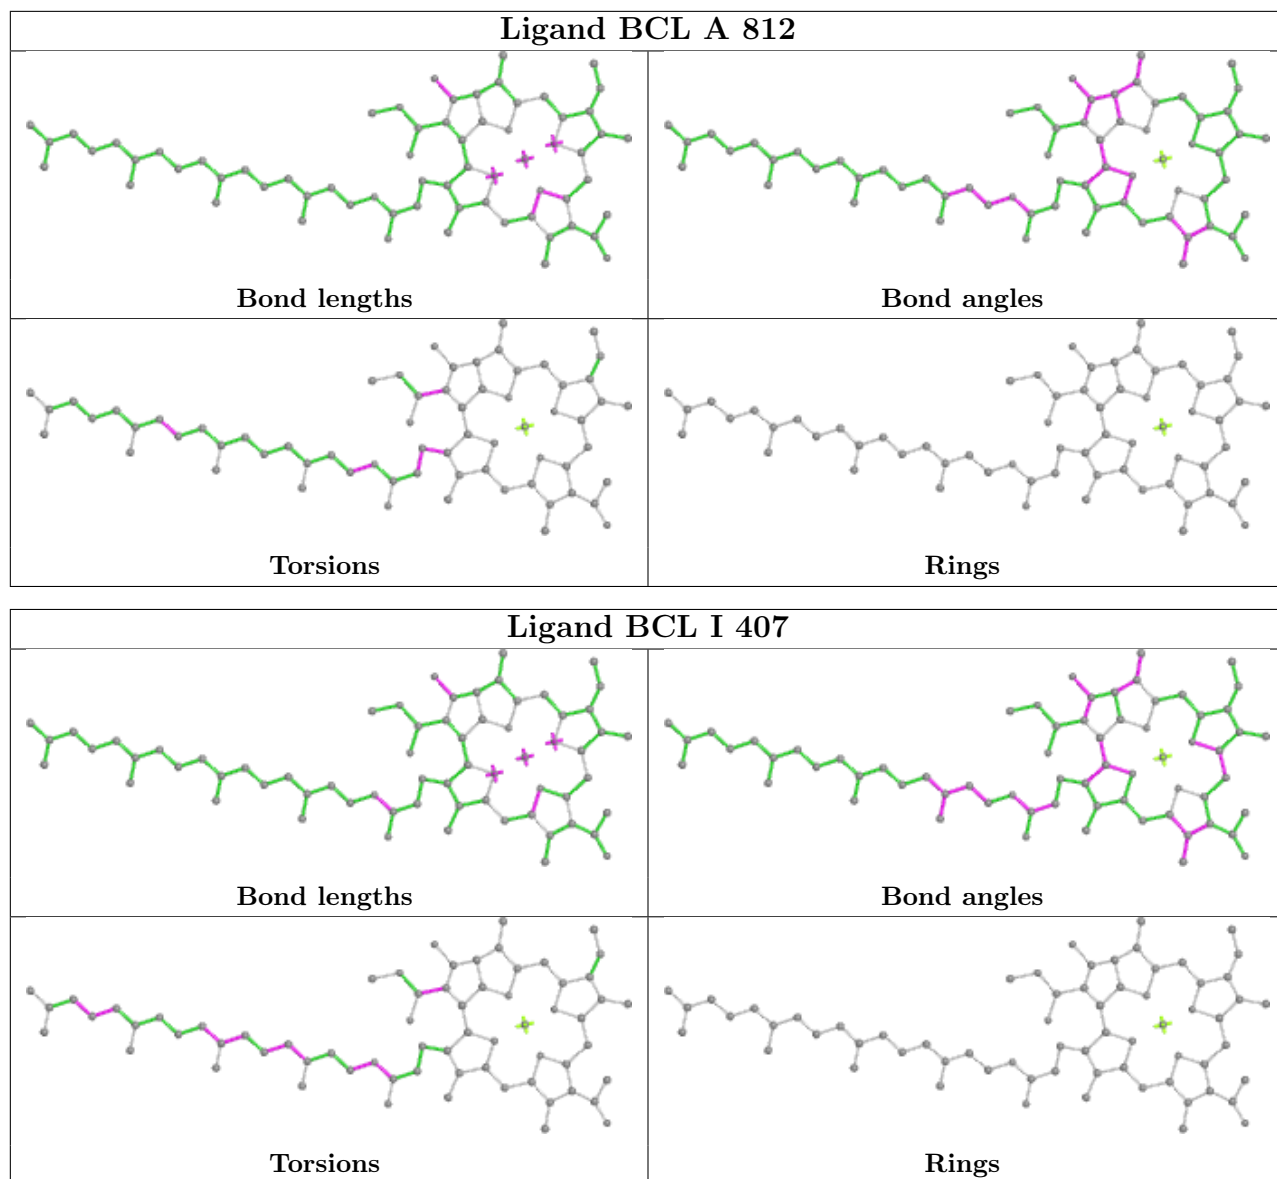 Ligand BCL A 812
Bond lengths
Bond angles
Torsions
Rings
Ligand BCL I 407
Bond lengths
Bond angles
Torsions
Rings